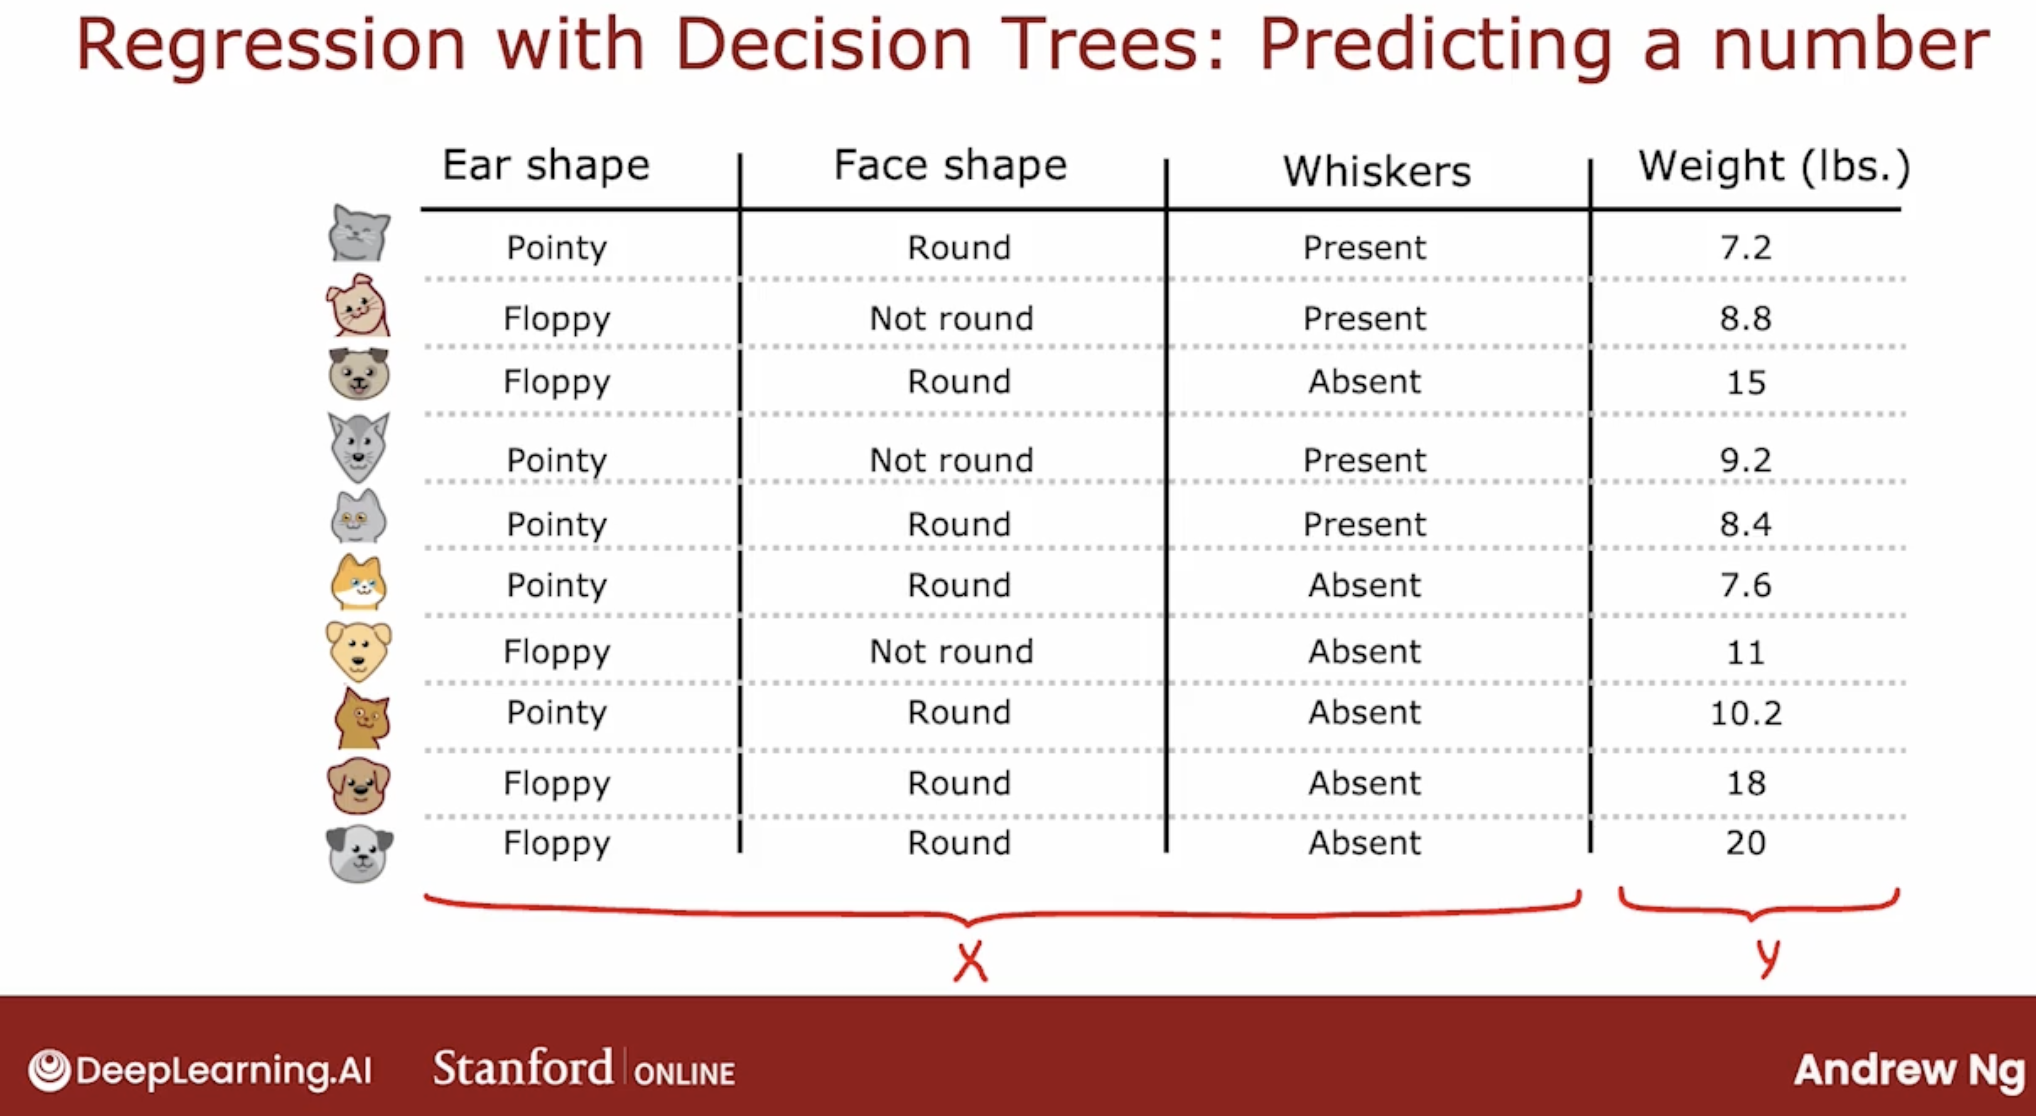 Regression with Decision Trees: Predicting a number
Ear shape Face shape Whiskers Weight (lbs.)
Pointy Round Present 7.2
Floppy Not round Present 8.8
Floppy Round Absent 15
Pointy Not round Present 9.2
Pointy Round Present 8.4
Pointy Round Absent 7.6
Floppy Not round Absent 11
Pointy Round Absent 10.2
Floppy Round Absent 18
Floppy Round Absent 20
X y
DeepLearning.AI Stanford ONLINE Andrew Ng